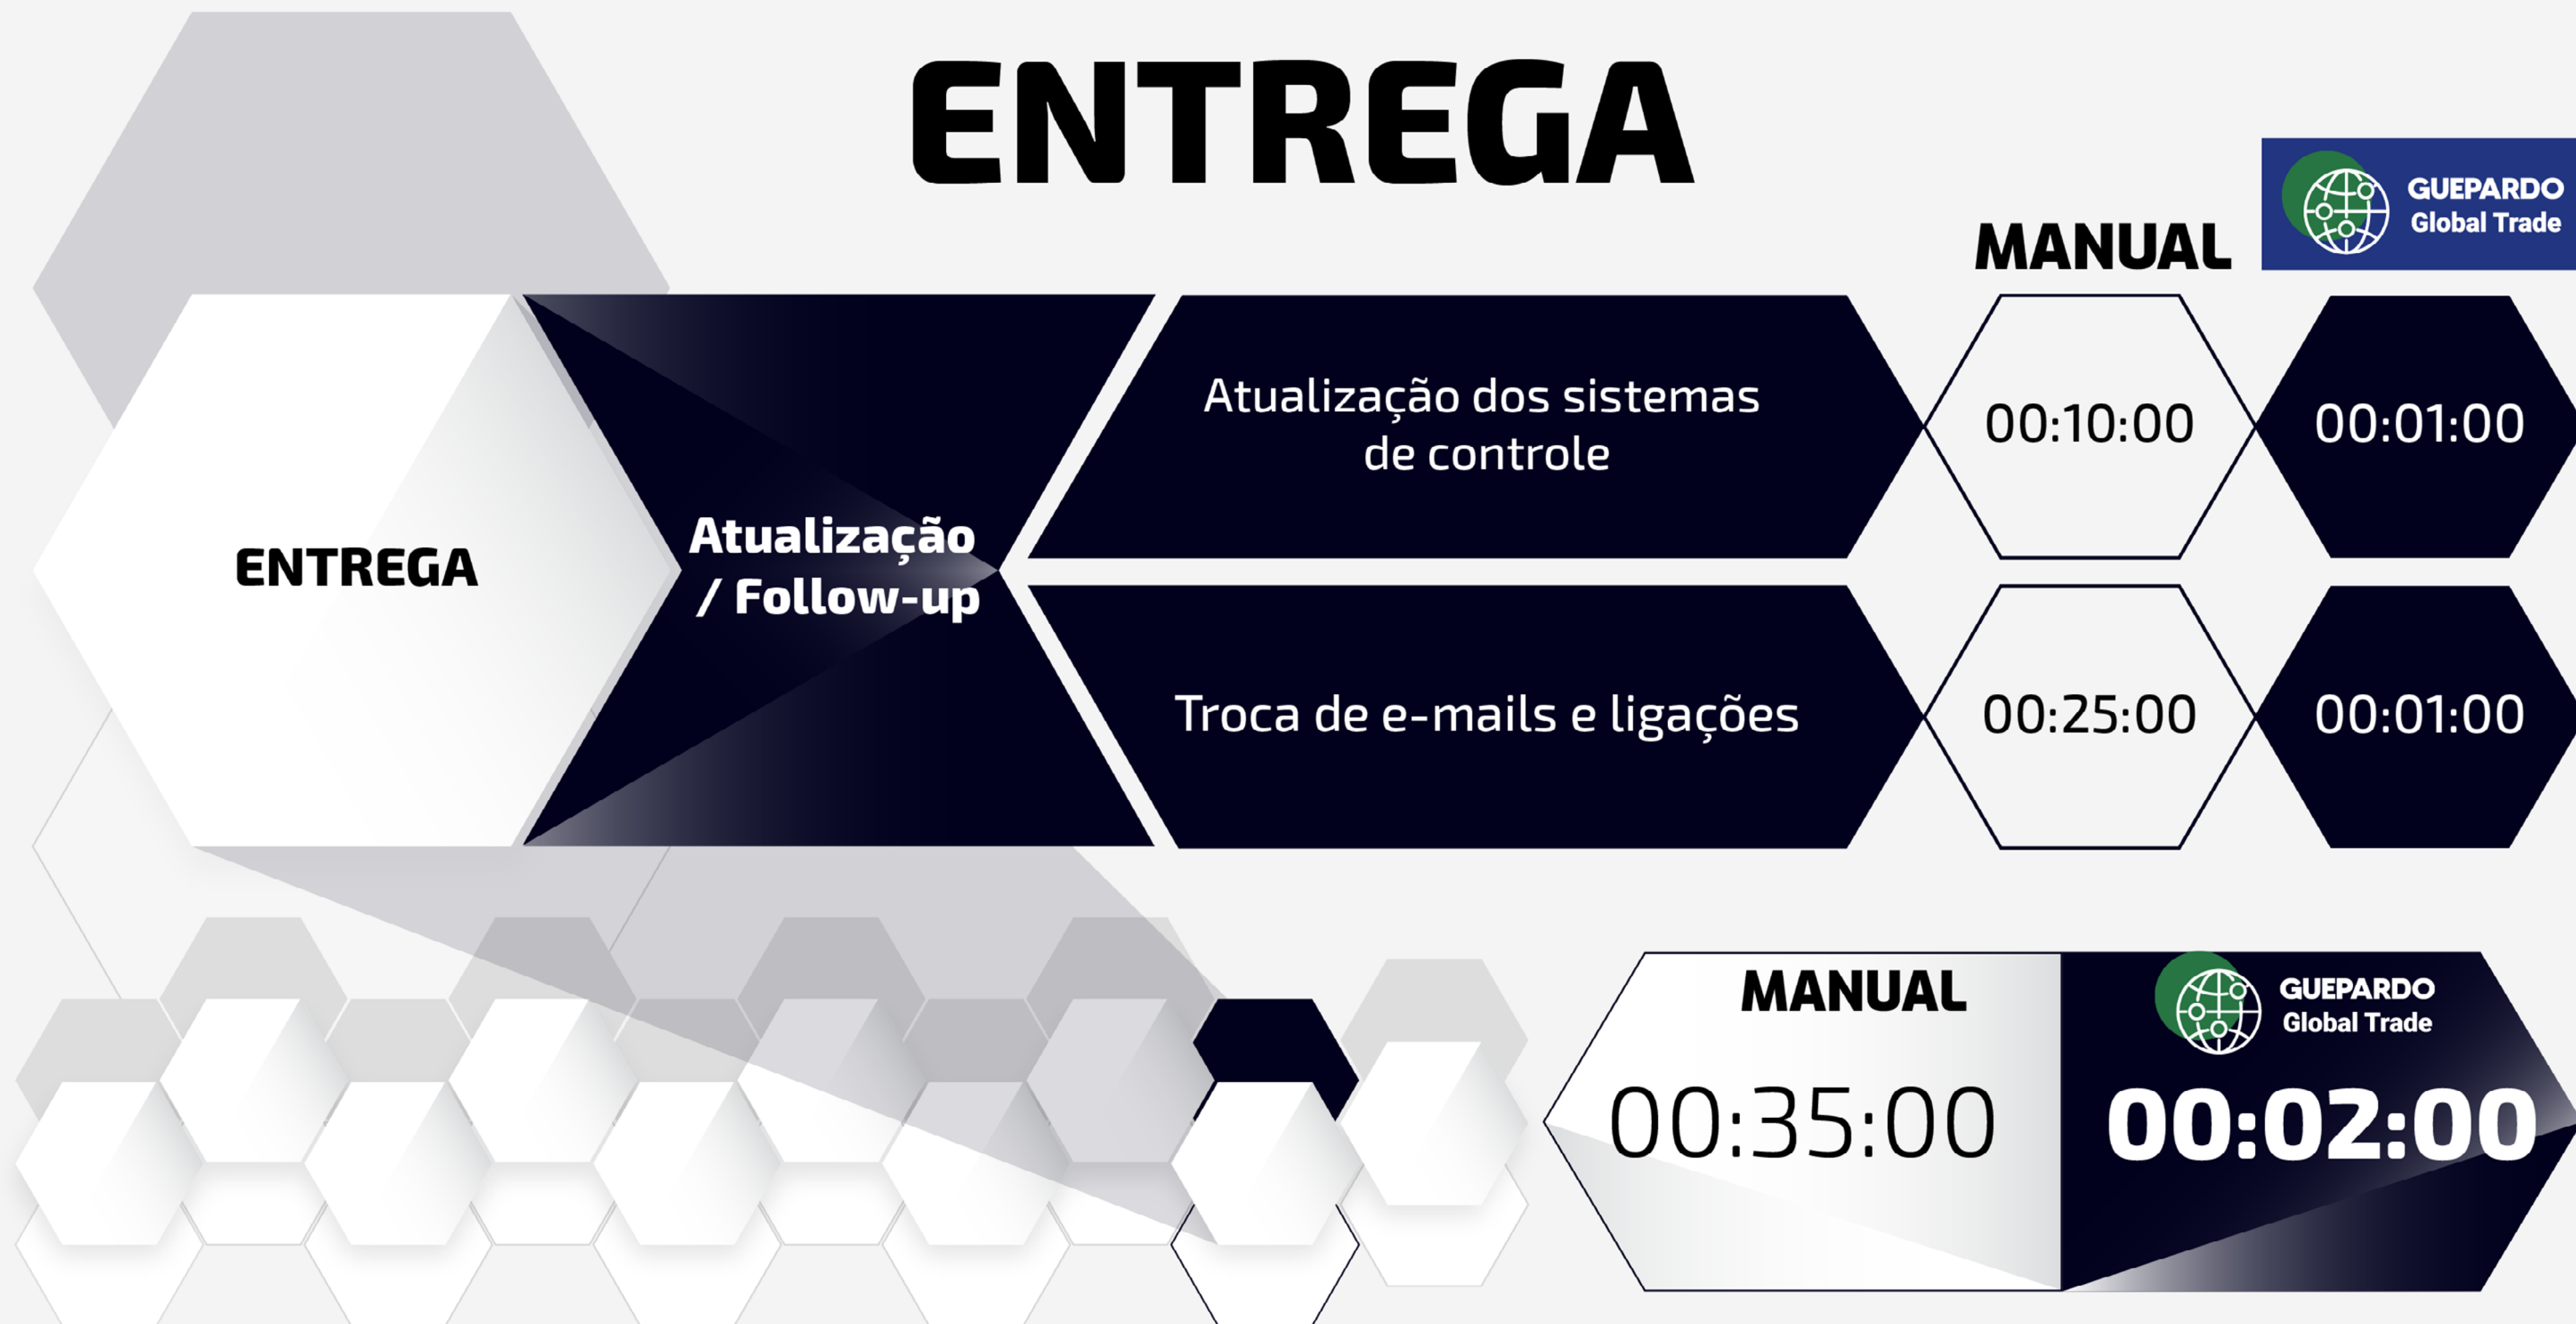 ENTREGA
MANUAL
GUEPARDO
Global Trade
ENTREGA
Atualização
/ Follow-up
Atualização dos sistemas
de controle
00:10:00
00:01:00
Troca de e-mails e ligações
00:25:00
00:01:00
MANUAL
00:35:00
GUEPARDO
Global Trade
00:02:00